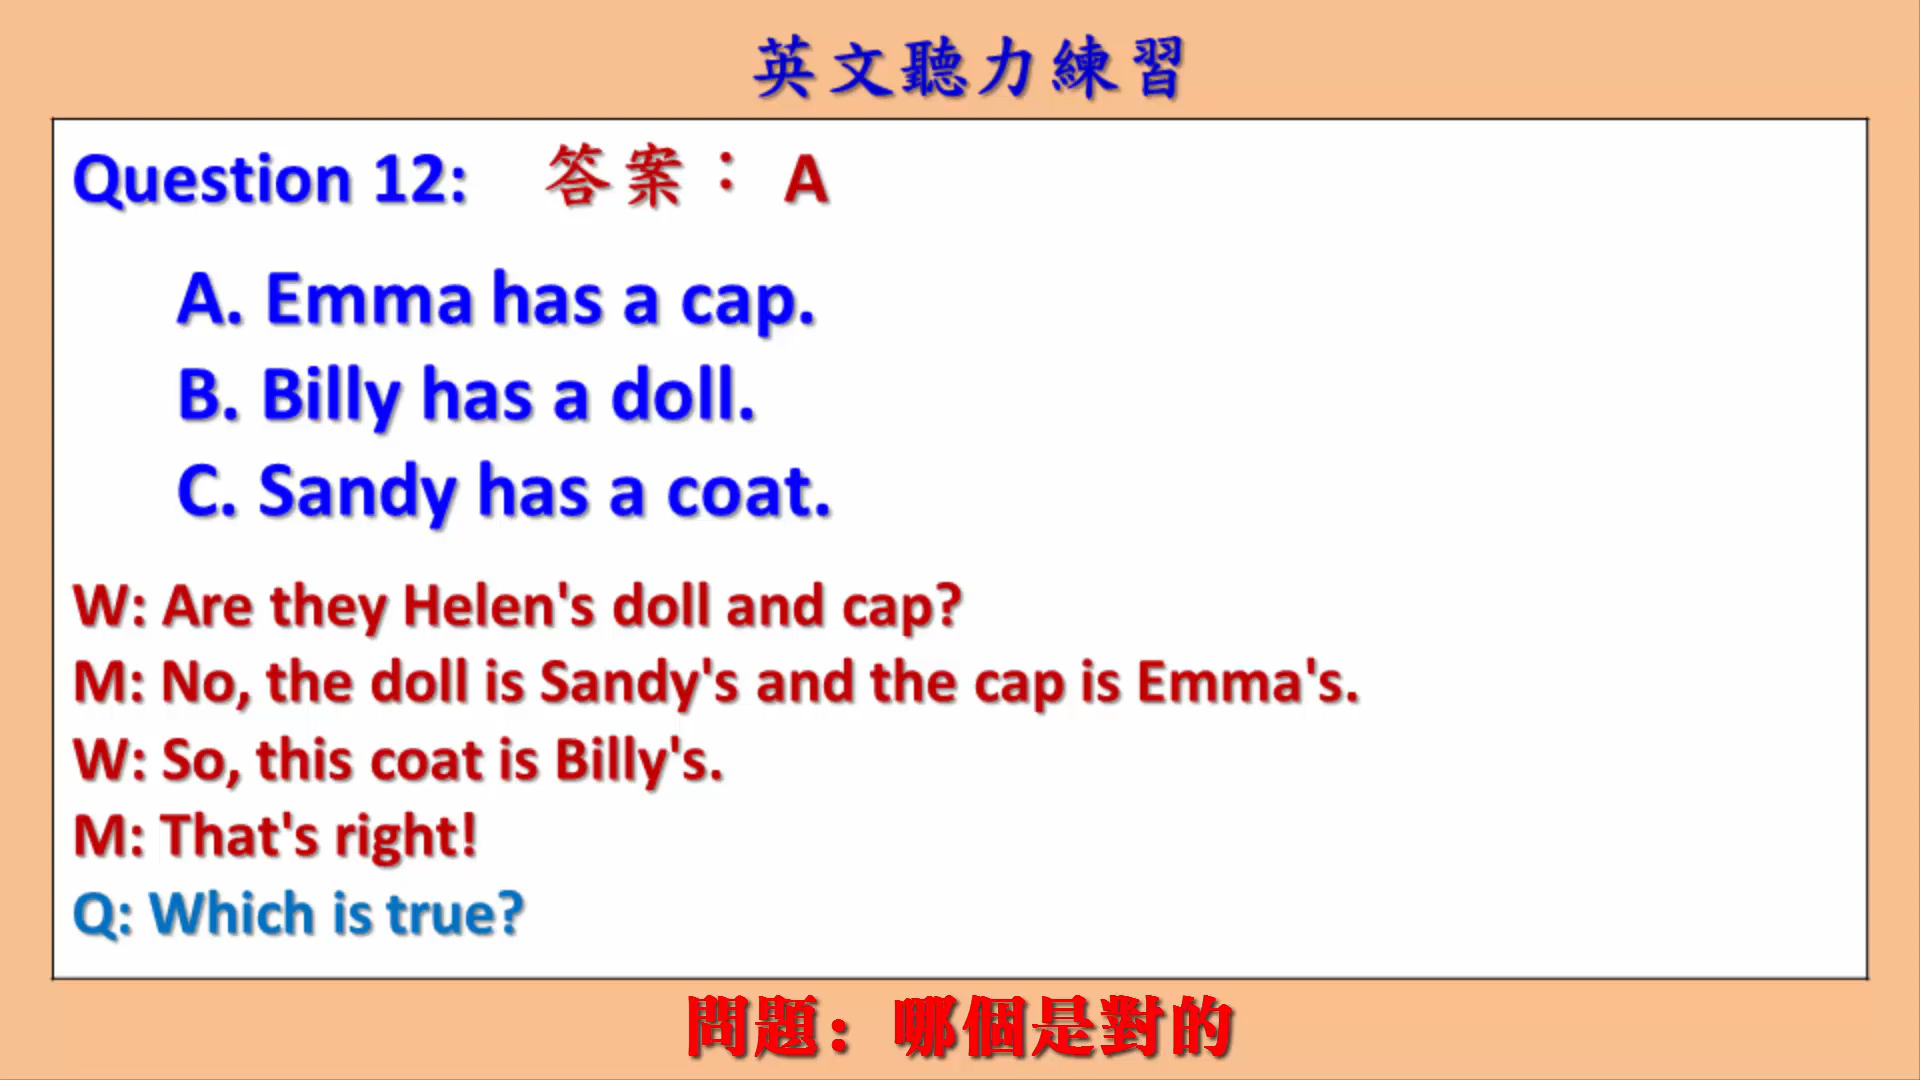 英文聽力練習
Question 12: 答案： A
A. Emma has a cap.
B. Billy has a doll.
C. Sandy has a coat.
W: Are they Helen's doll and cap?
M: No, the doll is Sandy's and the cap is Emma's.
W: So, this coat is Billy's.
M: That's right!
Q: Which is true?
問題：哪個是對的